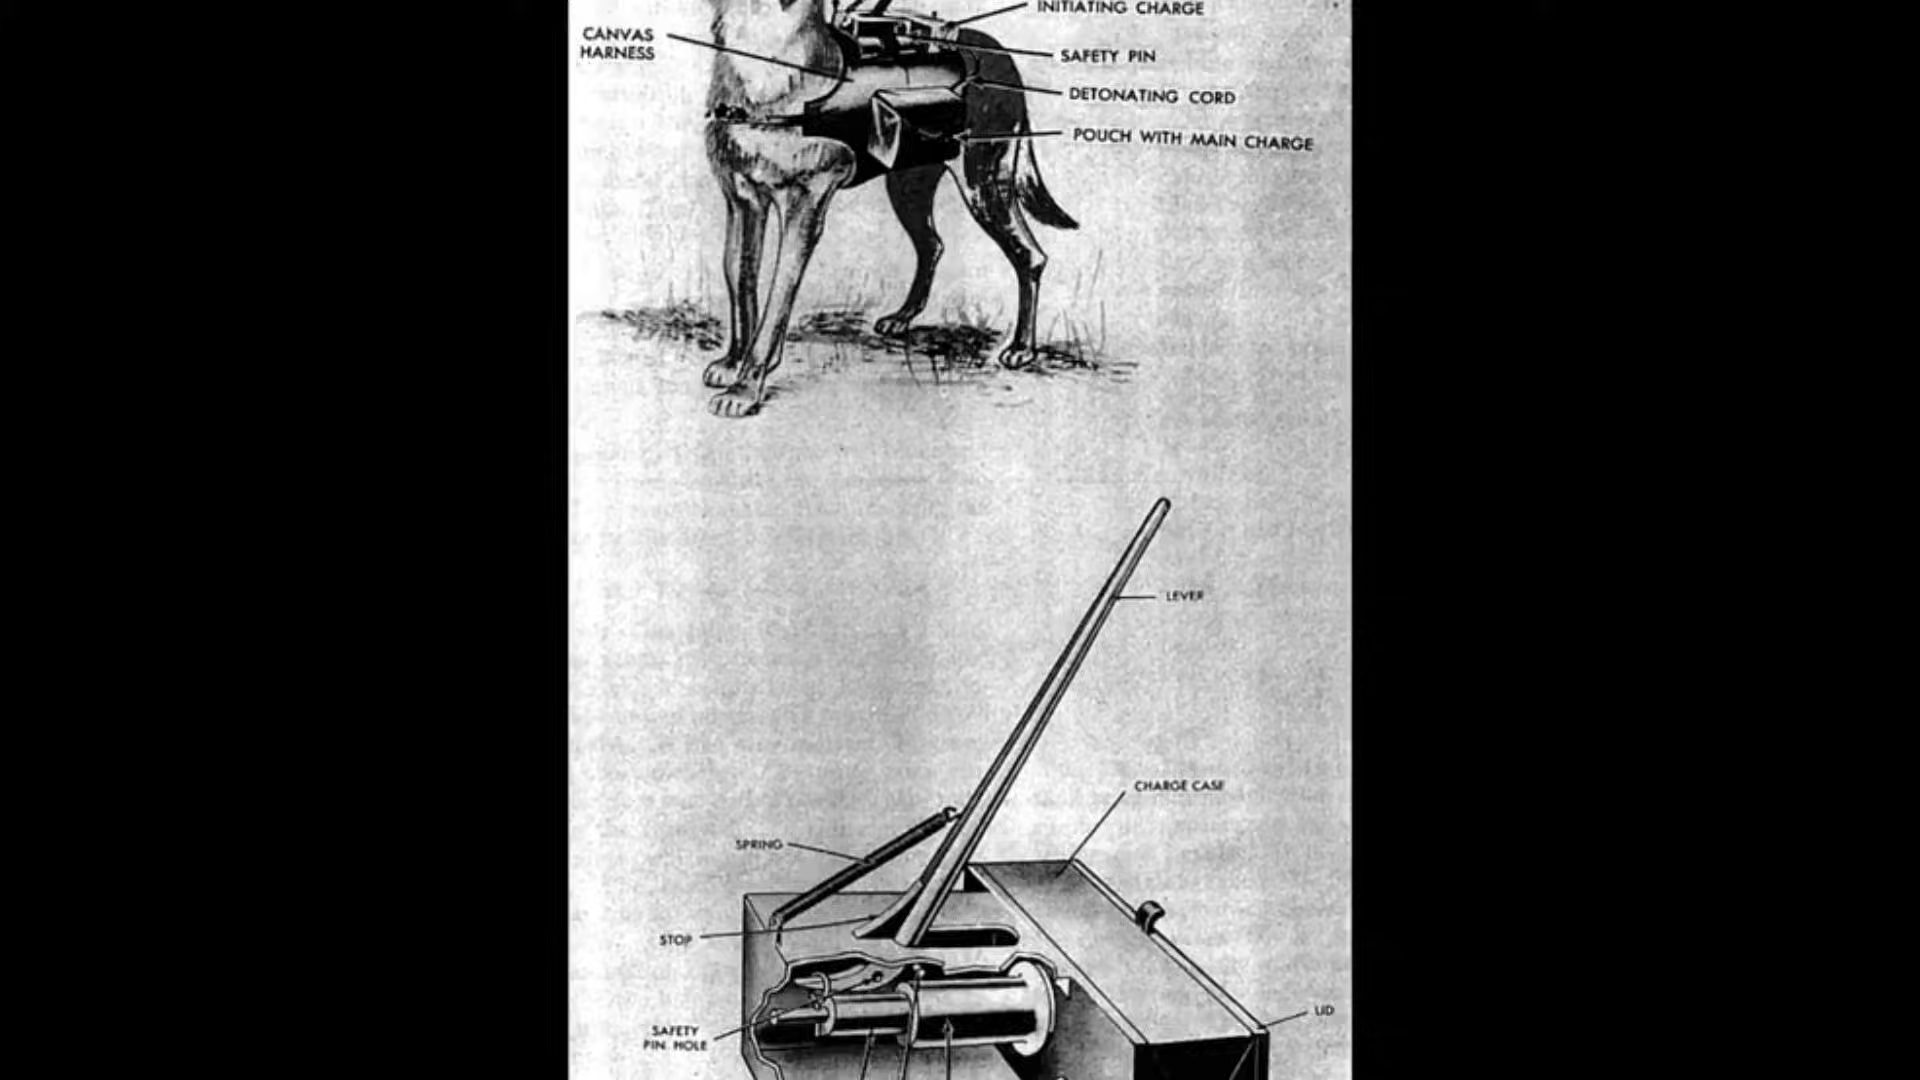 INITIATING CHARGE
CANVAS
HARNESS
SAFETY PIN
DETONATING CORD
POUCH WITH MAIN CHARGE
LEVER
CHARGE CASE
SPRING
STOP
LID
SAFETY
PIN HOLE